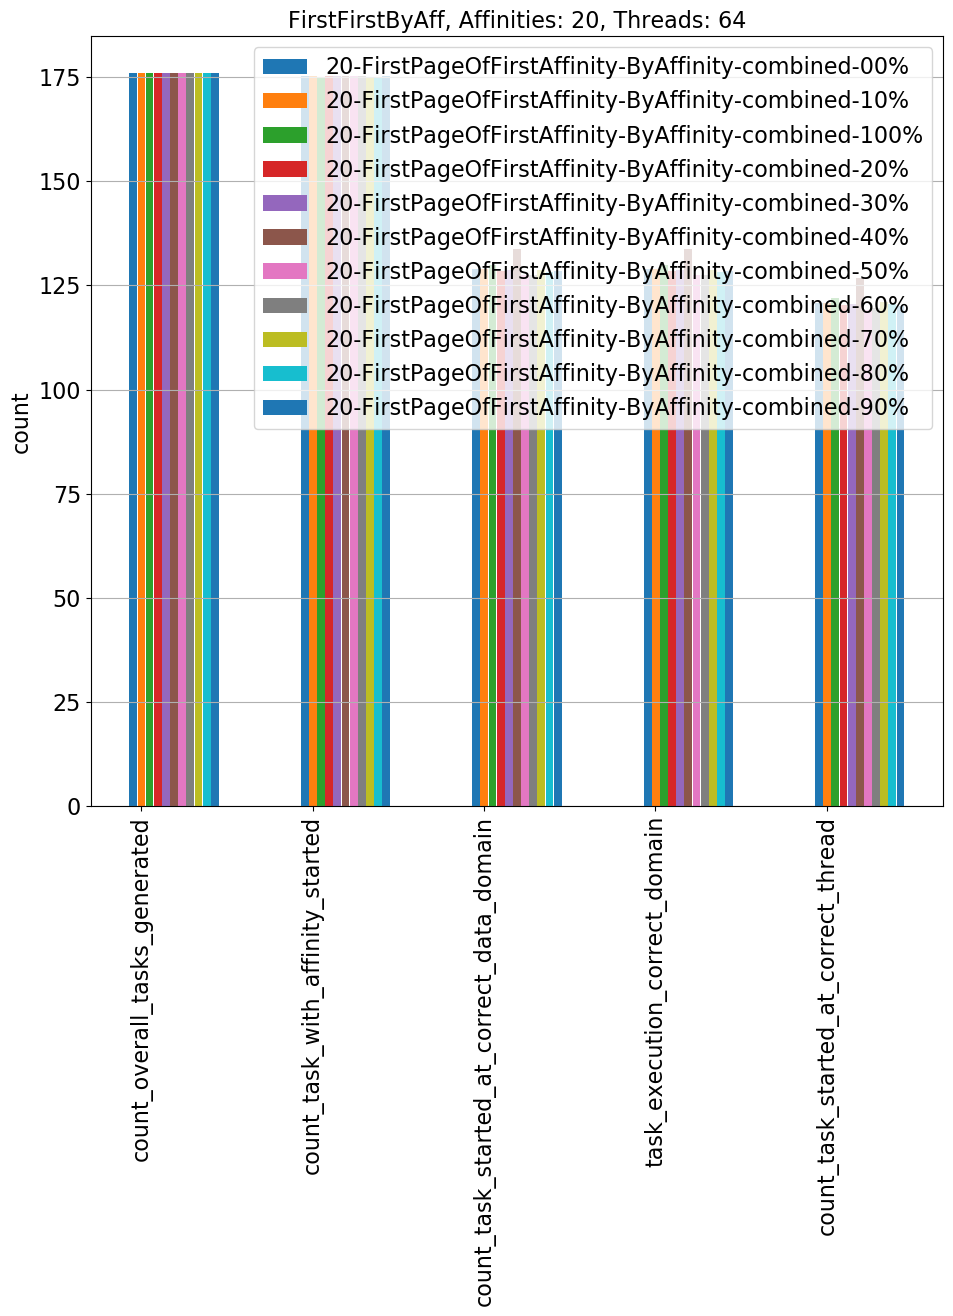 FirstFirstByAff, Affinities: 20, Threads: 64
20-FirstPageOfFirstAffinity-ByAffinity-combined-00%
20-FirstPageOfFirstAffinity-ByAffinity-combined-10%
20-FirstPageOfFirstAffinity-ByAffinity-combined-100%
20-FirstPageOfFirstAffinity-ByAffinity-combined-20%
20-FirstPageOfFirstAffinity-ByAffinity-combined-30%
20-FirstPageOfFirstAffinity-ByAffinity-combined-40%
20-FirstPageOfFirstAffinity-ByAffinity-combined-50%
20-FirstPageOfFirstAffinity-ByAffinity-combined-60%
20-FirstPageOfFirstAffinity-ByAffinity-combined-70%
20-FirstPageOfFirstAffinity-ByAffinity-combined-80%
20-FirstPageOfFirstAffinity-ByAffinity-combined-90%
count
175
150
125
100
75
50
25
0
count_overall_tasks_generated
count_task_with_affinity_started
count_task_started_at_correct_data_domain
task_execution_correct_domain
count_task_started_at_correct_thread